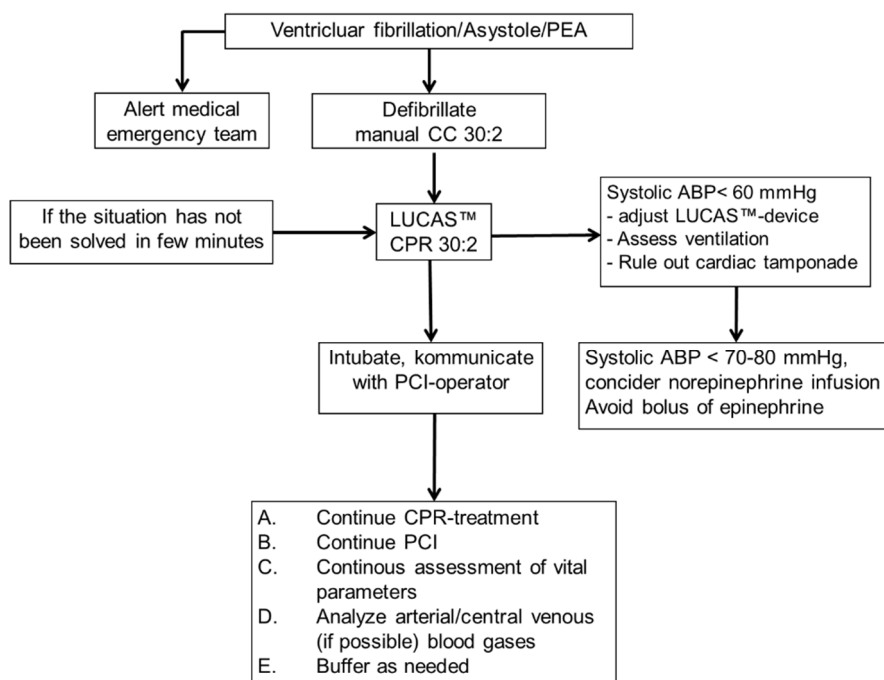 Ventricluar fibrillation/Asystole/PEA
Alert medical
emergency team
Defibrillate
manual CC 30:2
If the situation has not
been solved in few minutes
LUCAS™
CPR 30:2
Systolic ABP< 60 mmHg
- adjust LUCAS™-device
- Assess ventilation
- Rule out cardiac tamponade
Intubate, kommunicate
with PCI-operator
Systolic ABP < 70-80 mmHg,
concider norepinephrine infusion
Avoid bolus of epinephrine
A. Continue CPR-treatment
B. Continue PCI
C. Continous assessment of vital
parameters
D. Analyze arterial/central venous
(if possible) blood gases
E. Buffer as needed